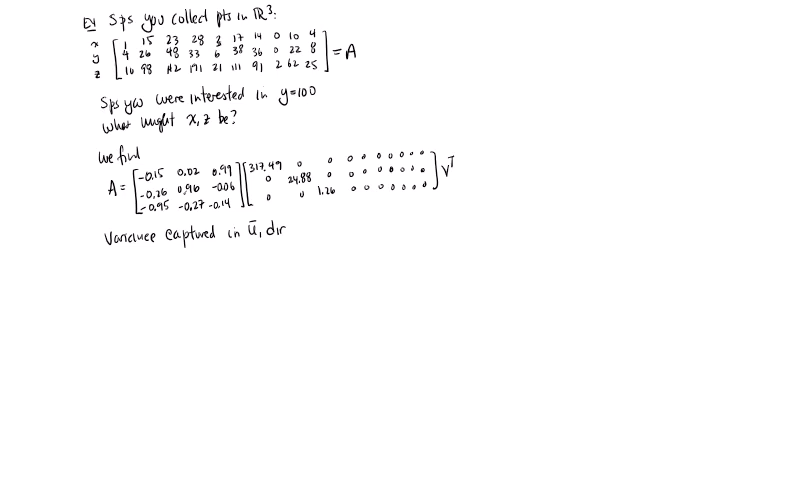 Ex Sps you collect pts in ℝ³:
x 1 15 23 28 3 17 14 0 10 4
y 4 26 48 33 6 38 36 0 22 8 = A
z 10 98 112 171 21 111 91 2 62 25
Sps you were interested in y=100
What might x, z be?
We find
-0.15 0.02 0.99 317.49 0 0 0 0 0 0 0 0 0
A = -0.26 0.96 -0.06 0 24.88 0 0 0 0 0 0 0 0 Vᵀ
-0.95 -0.27 -0.14 0 0 1.26 0 0 0 0 0 0 0
Variance captured in ū₁ dir